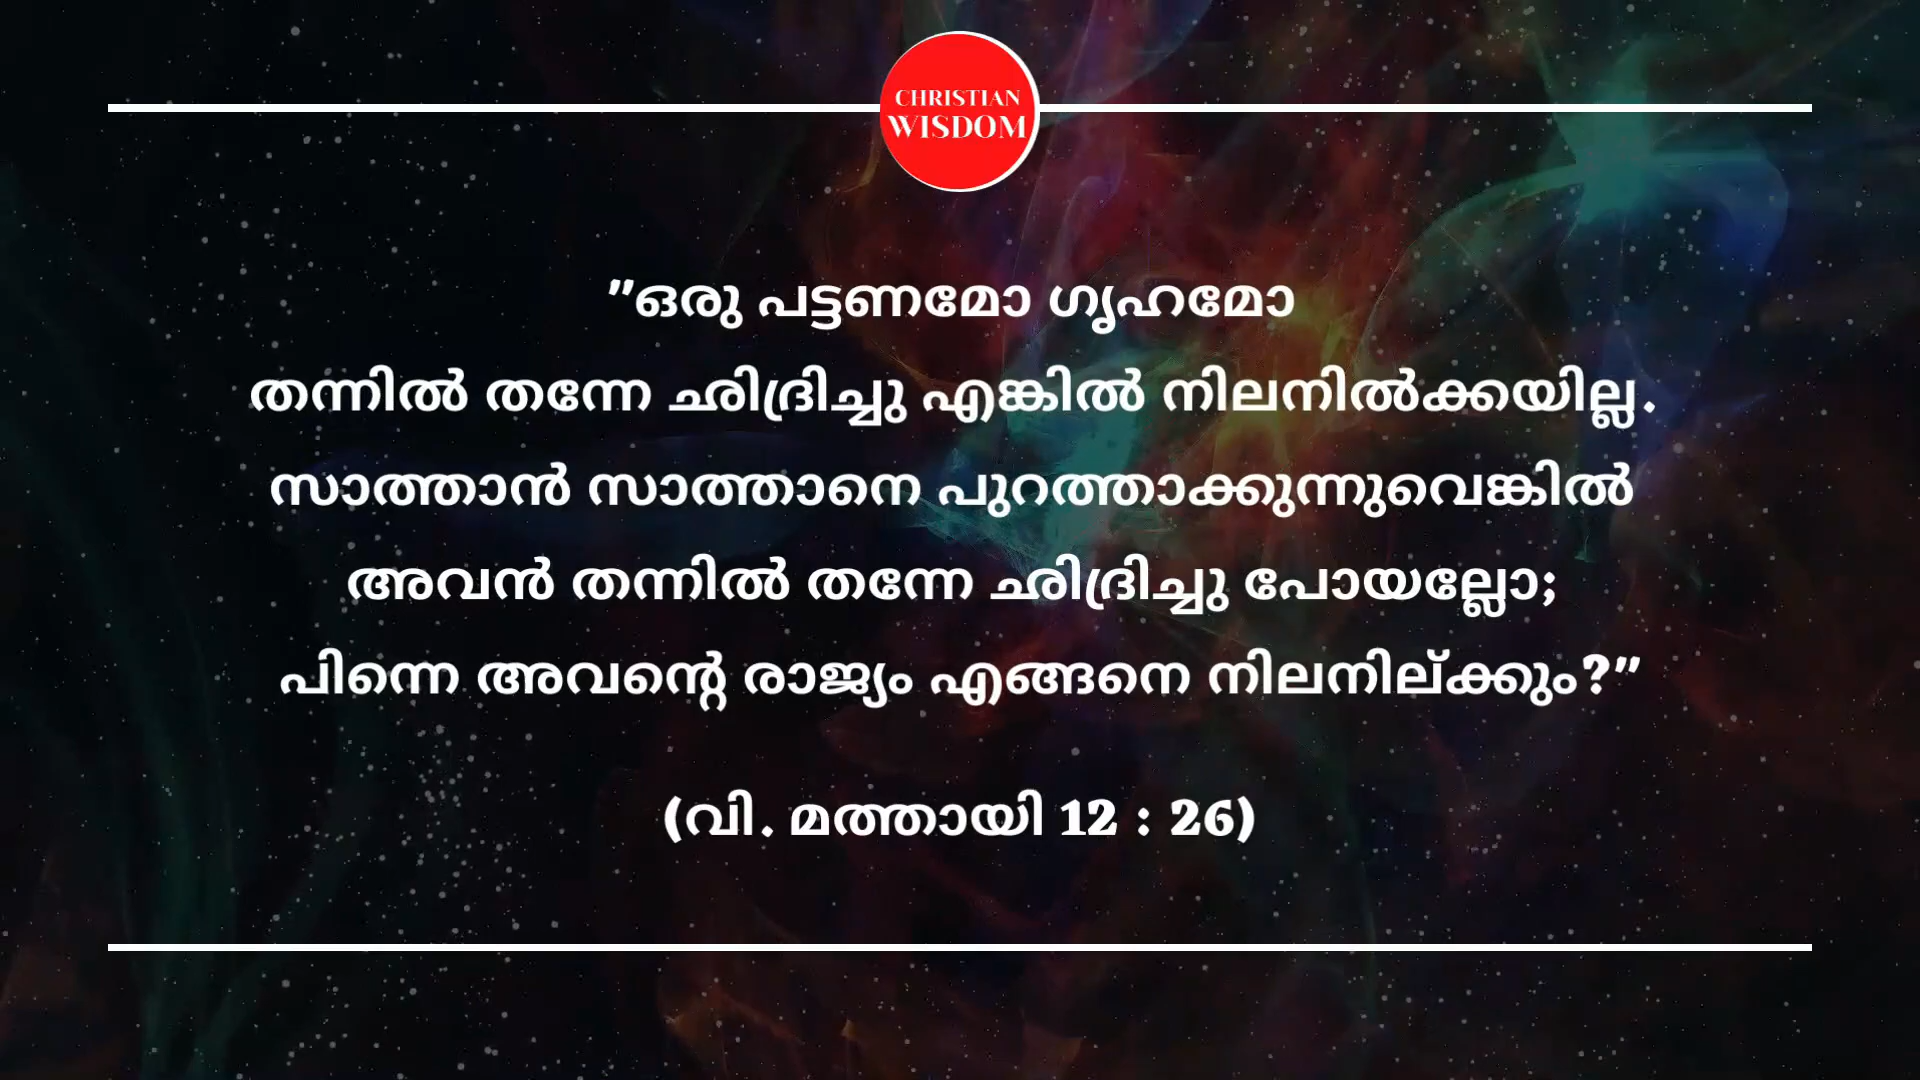 CHRISTIAN
WISDOM
"ഒരു പട്ടണമോ ഗൃഹമോ
തന്നിൽ തന്നേ ഛിദ്രിച്ചു എങ്കിൽ നിലനിൽക്കയില്ല.
സാത്താൻ സാത്താനെ പുറത്താക്കുന്നുവെങ്കിൽ
അവൻ തന്നിൽ തന്നേ ഛിദ്രിച്ചു പോയല്ലോ;
പിന്നെ അവന്റെ രാജ്യം എങ്ങനെ നിലനില്ക്കും?"
(വി. മത്തായി 12 : 26)